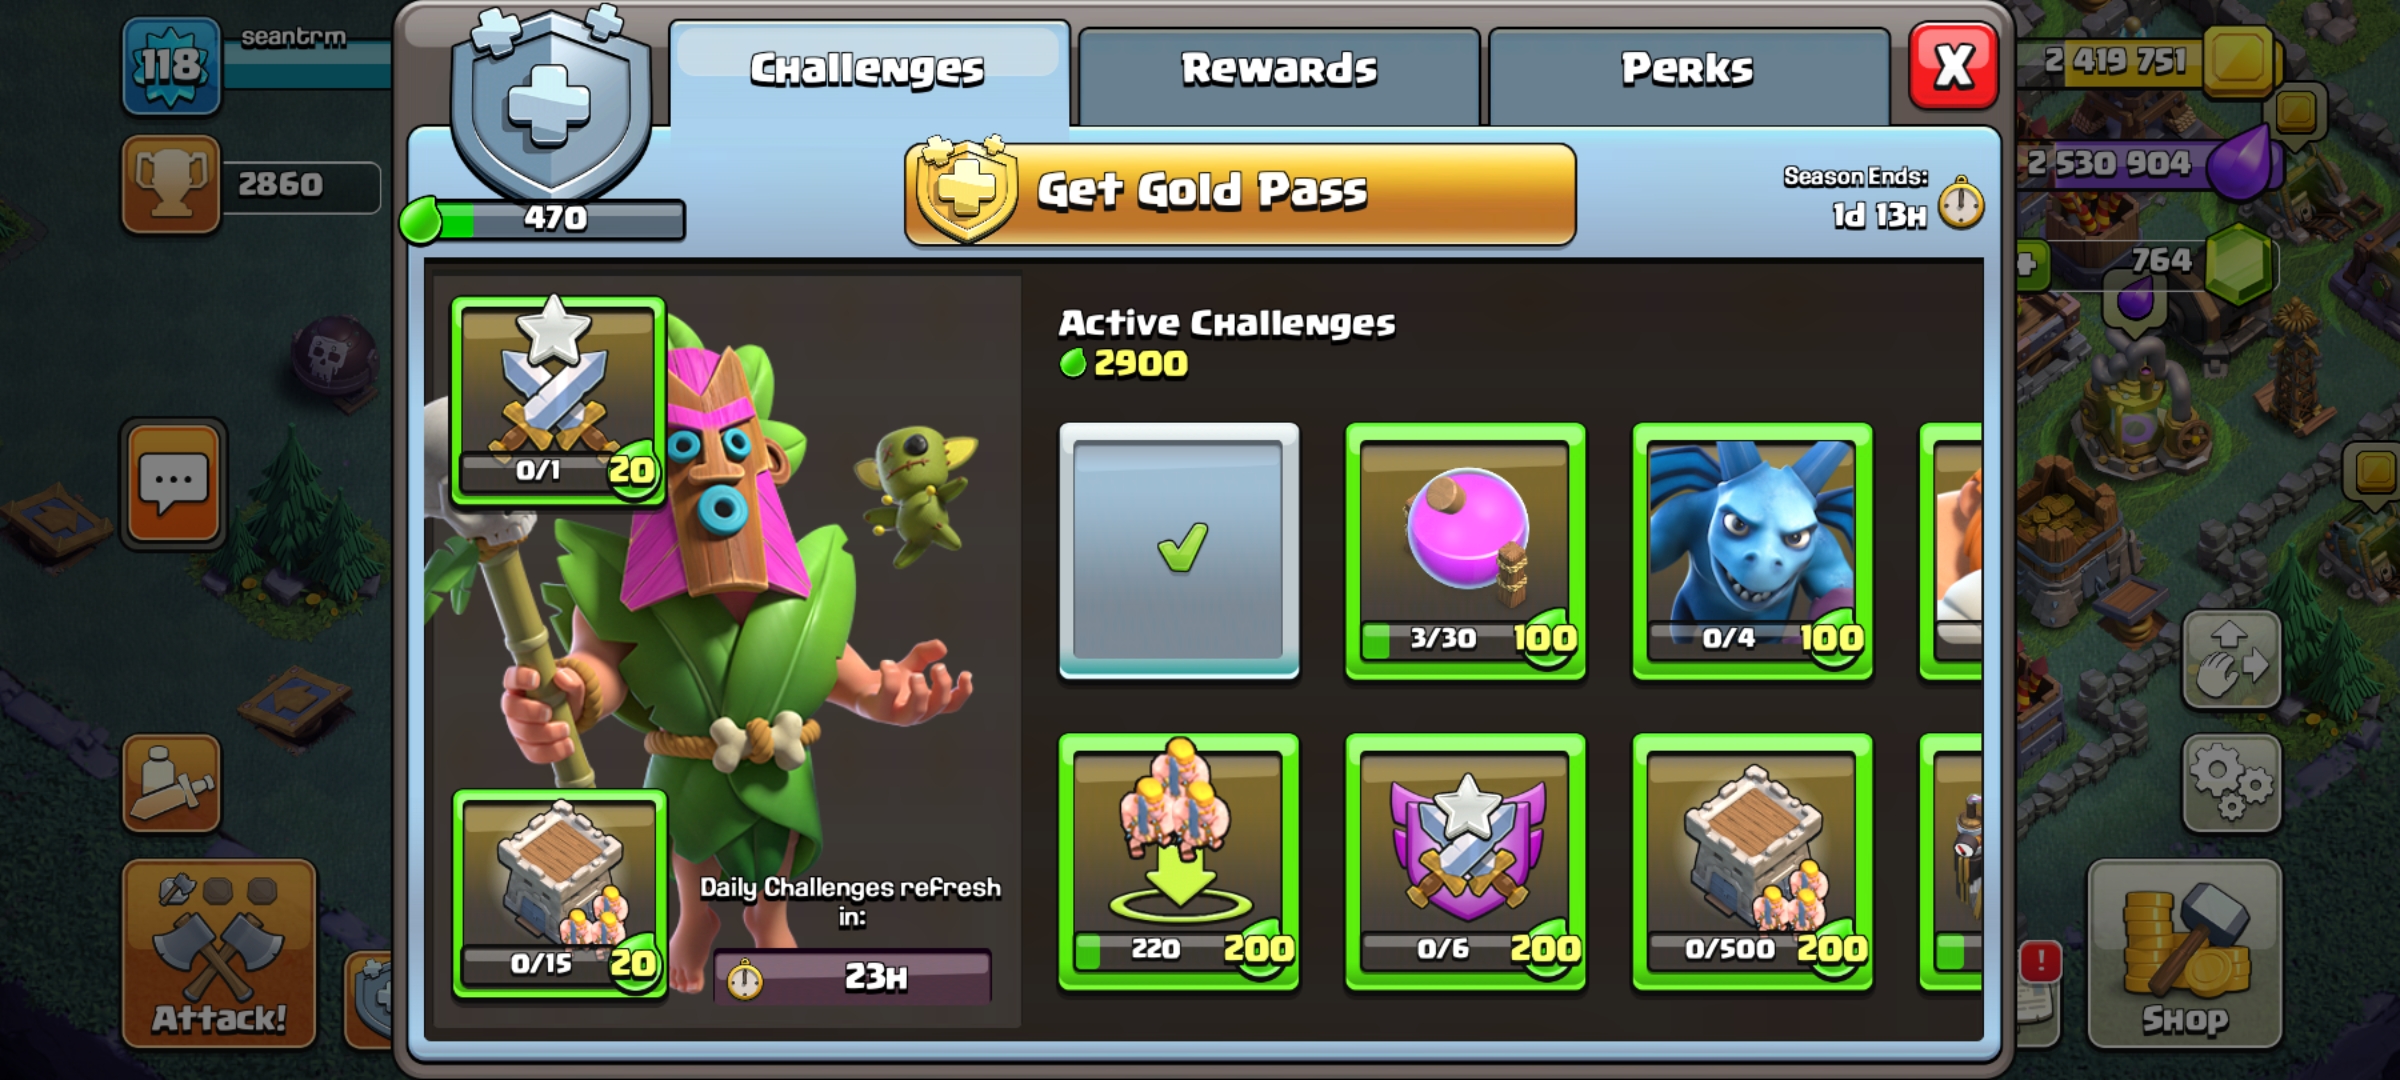 118
seantrm
2860
Challenges
Rewards
Perks
X
470
Get Gold Pass
Season Ends:
1d 13H
2 419 751
2 530 904
764
Active Challenges
2900
0/1
20
3/30
100
0/4
100
0/15
20
Daily Challenges refresh
in:
23H
220
200
0/6
200
0/500
200
Attack!
!
Shop